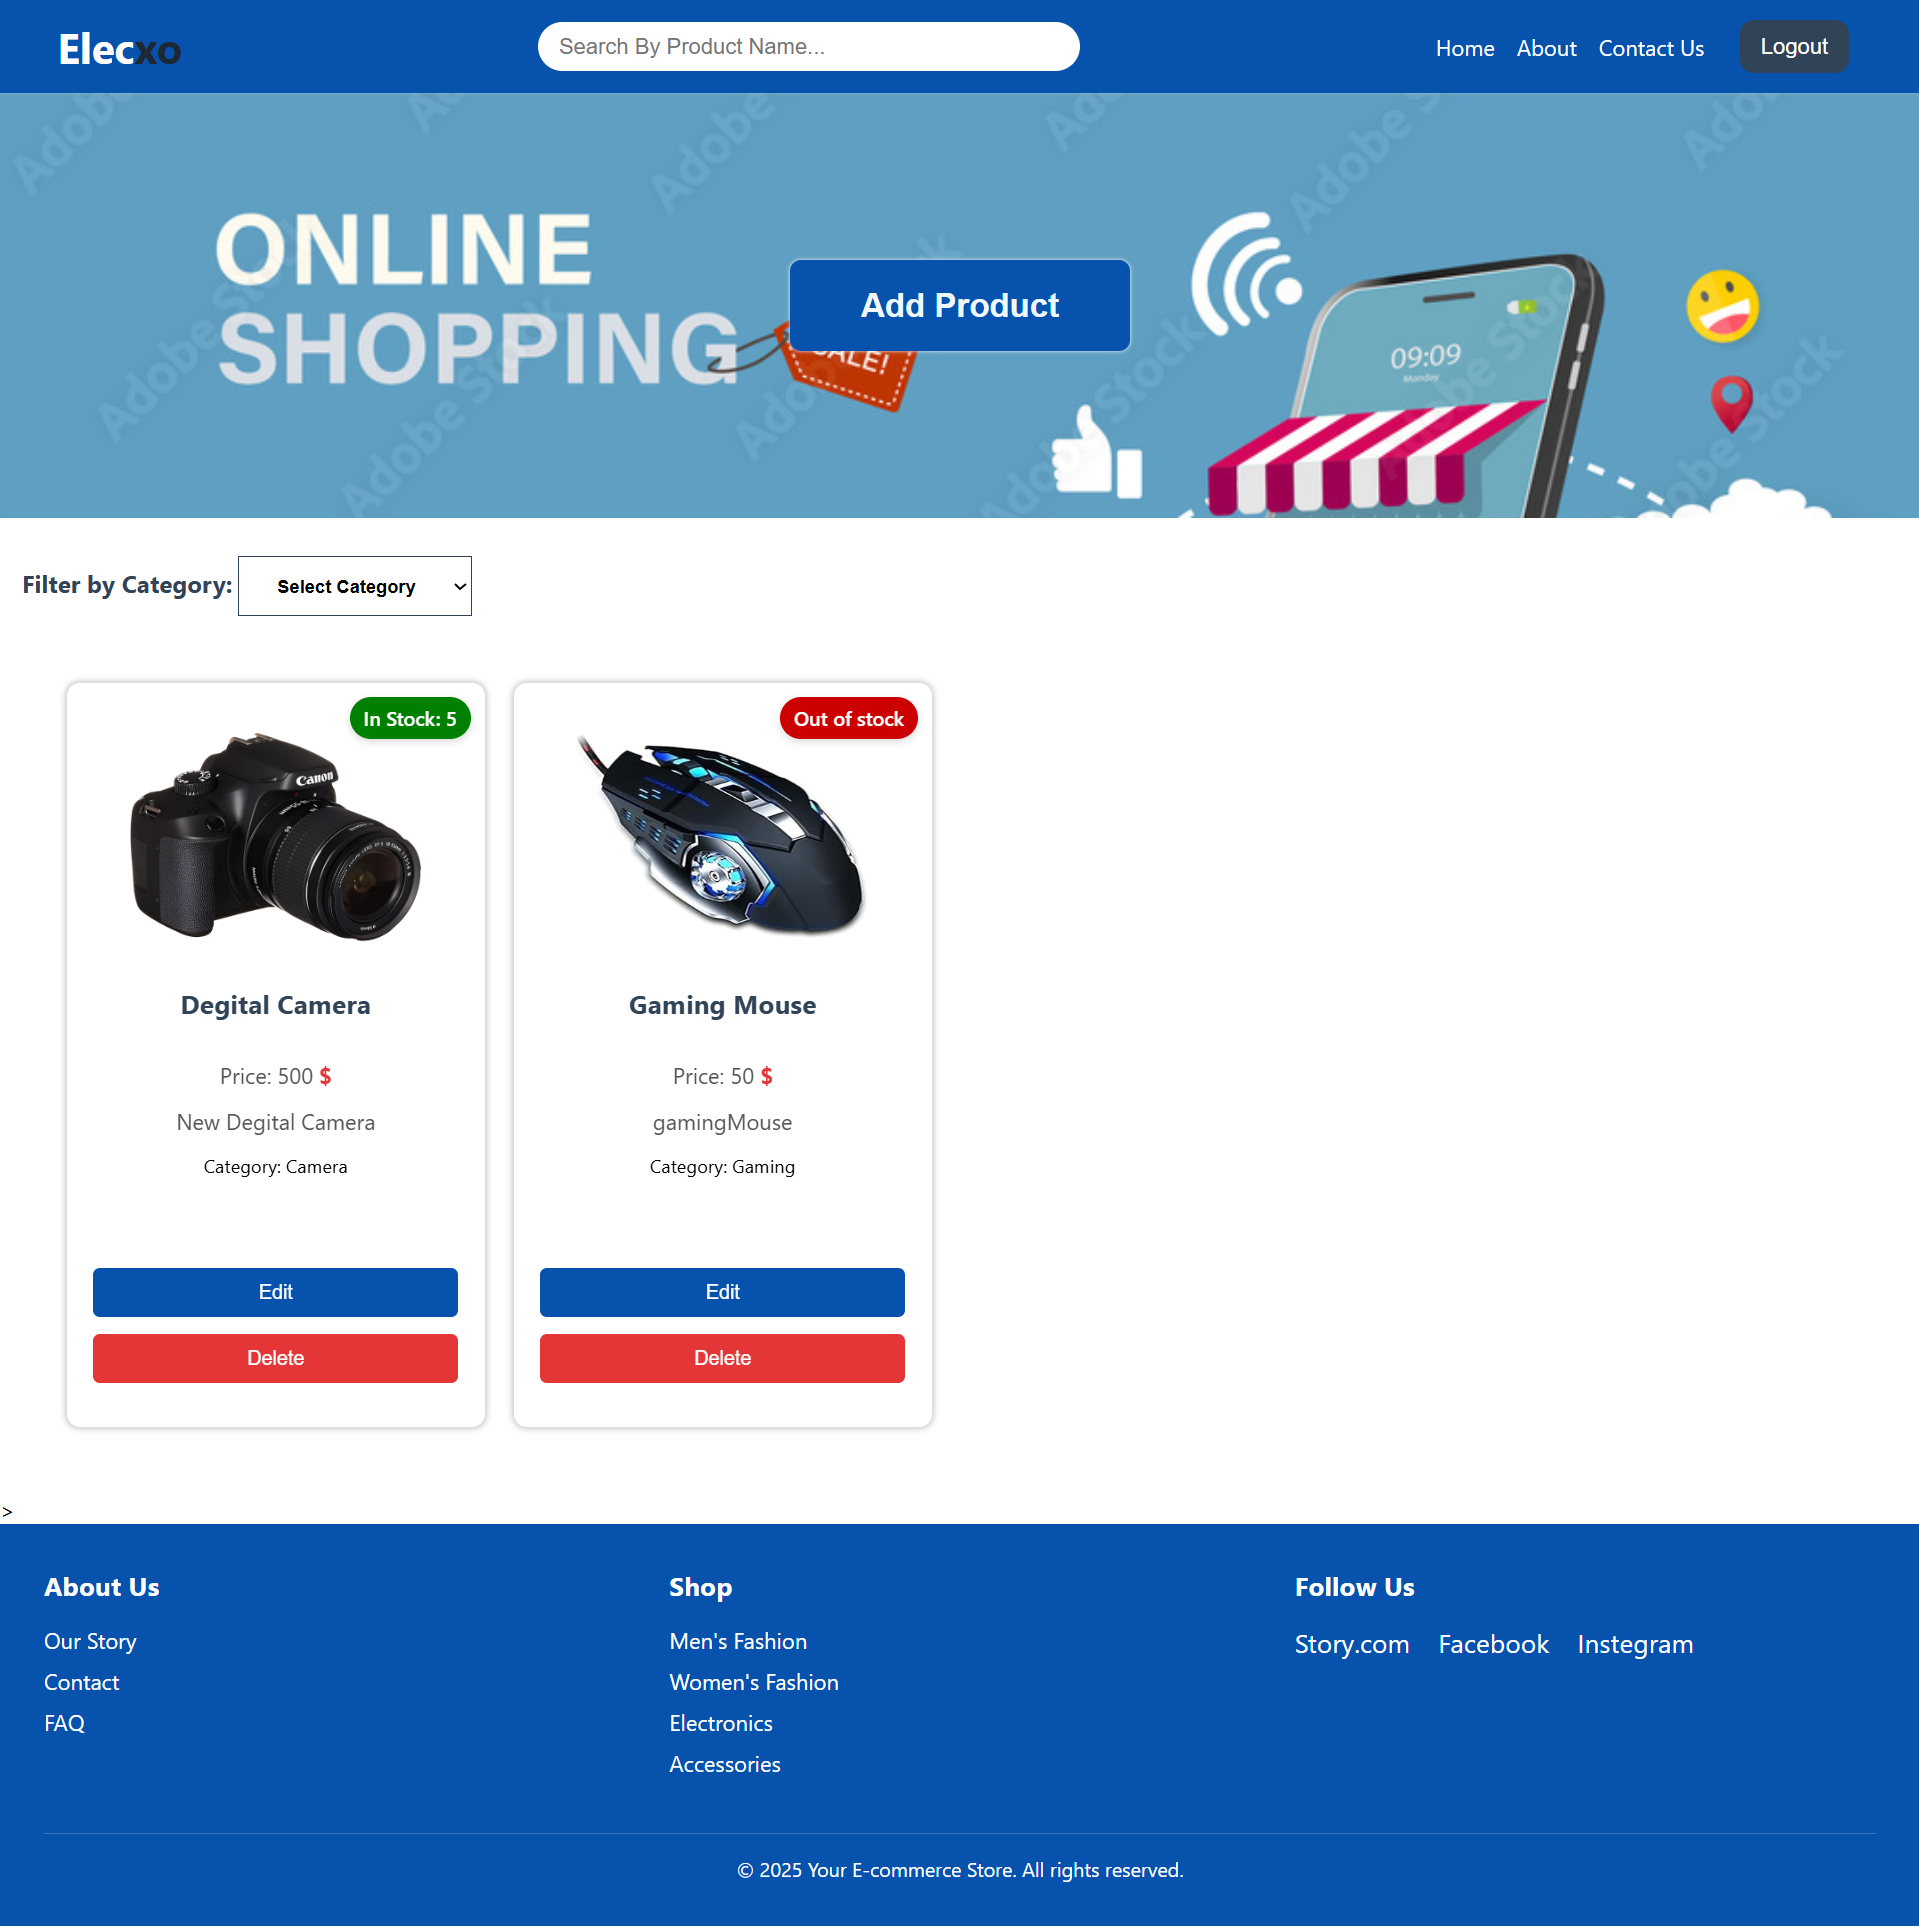 Elecxo
Search By Product Name...
Home About Contact Us Logout
Adobe Stock
ONLINE
SHOPPING
Add Product
SALE!
09:09
Monday
Filter by Category: Select Category
In Stock: 5
Canon
Degital Camera
Price: 500 $
New Degital Camera
Category: Camera
Edit
Delete
Out of stock
Gaming Mouse
Price: 50 $
gamingMouse
Category: Gaming
Edit
Delete
>
About Us
Our Story
Contact
FAQ
Shop
Men's Fashion
Women's Fashion
Electronics
Accessories
Follow Us
Story.com Facebook Instegram
© 2025 Your E-commerce Store. All rights reserved.